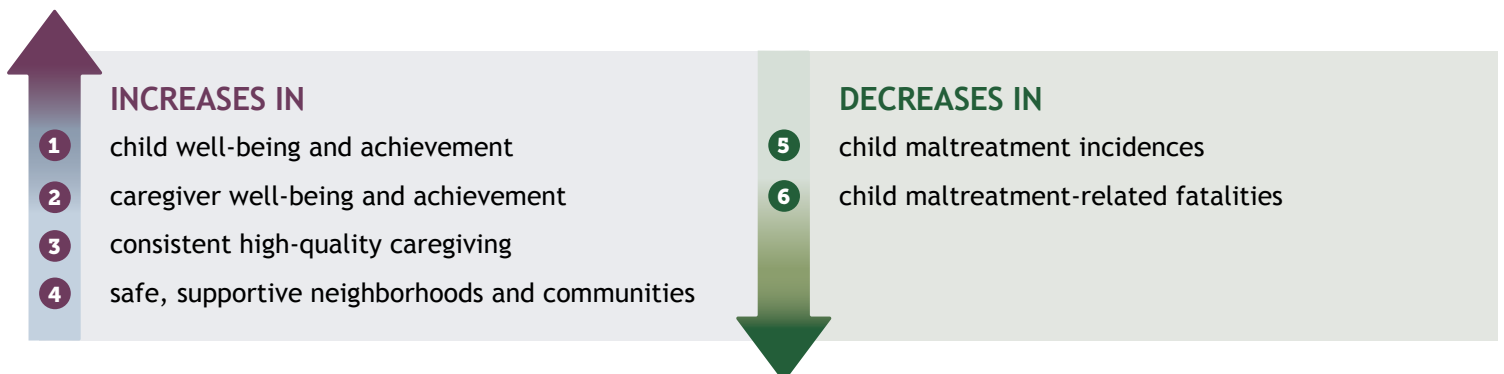 INCREASES IN
1 child well-being and achievement
2 caregiver well-being and achievement
3 consistent high-quality caregiving
4 safe, supportive neighborhoods and communities
DECREASES IN
5 child maltreatment incidences
6 child maltreatment-related fatalities